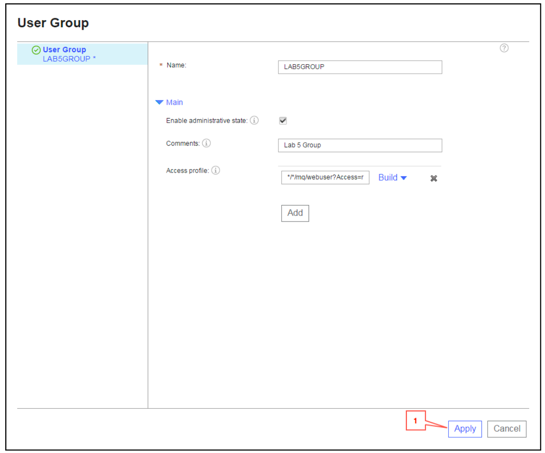 User Group
User Group
LAB5GROUP *
* Name:
LAB5GROUP
Main
Enable administrative state:
Comments:
Lab 5 Group
Access profile:
*/*/mq/webuser?Access=r
Build
Add
1
Apply
Cancel